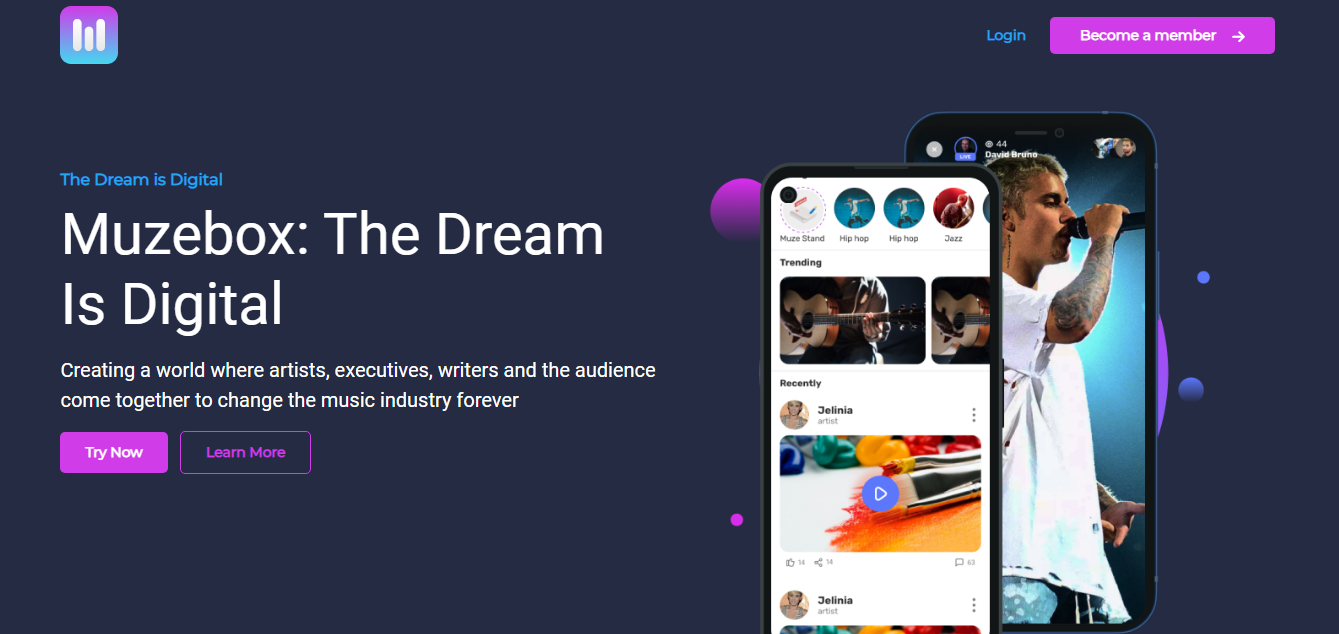 Login
Become a member
The Dream is Digital
Muzebox: The Dream
Is Digital
Creating a world where artists, executives, writers and the audience
come together to change the music industry forever
Try Now
Learn More
44
LIVE
David Bruno
Muze Stand
Hip hop
Hip hop
Jazz
Trending
Recently
Jelinia
artist
14
14
63
Jelinia
artist